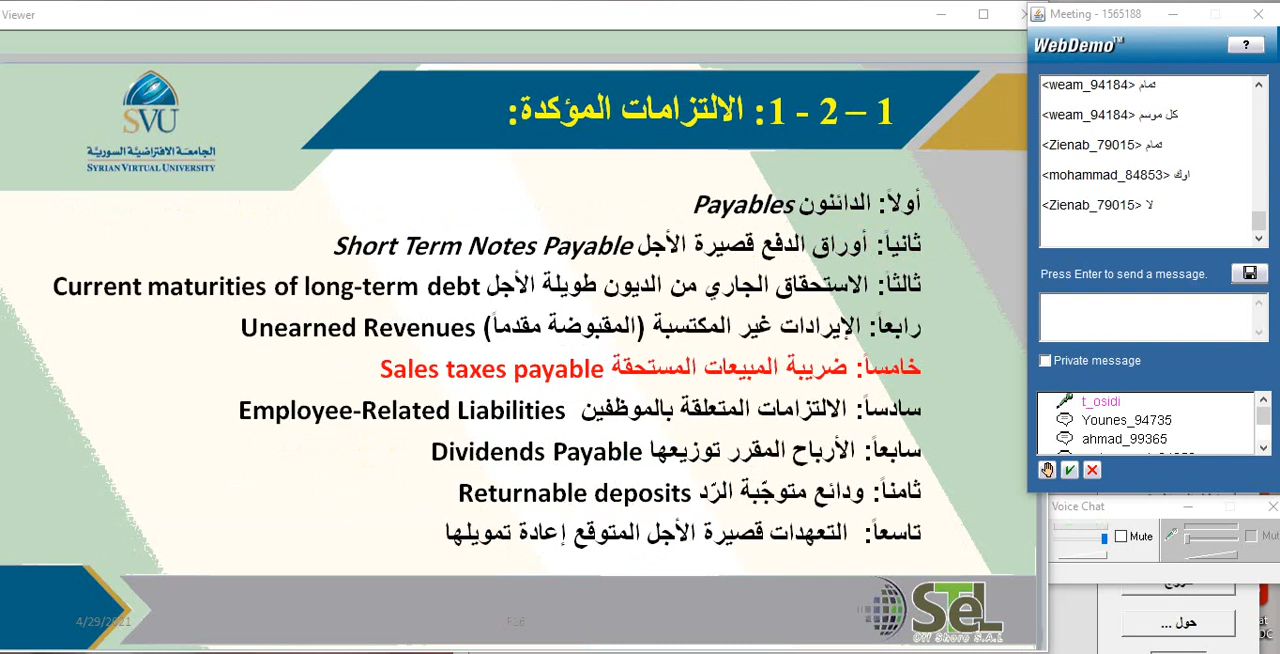 Viewer
SVU
الجامعة الافتراضية السورية
SYRIAN VIRTUAL UNIVERSITY
1 – 2 - 1: الالتزامات المؤكدة:
أولاً: الدائنون Payables
ثانياً: أوراق الدفع قصيرة الأجل Short Term Notes Payable
ثالثاً: الاستحقاق الجاري من الديون طويلة الأجل Current maturities of long-term debt
رابعاً: الإيرادات غير المكتسبة (المقبوضة مقدماً) Unearned Revenues
خامساً: ضريبة المبيعات المستحقة Sales taxes payable
سادساً: الالتزامات المتعلقة بالموظفين Employee-Related Liabilities
سابعاً: الأرباح المقرر توزيعها Dividends Payable
ثامناً: ودائع متوجّبة الرّد Returnable deposits
تاسعاً: التعهدات قصيرة الأجل المتوقع إعادة تمويلها
4/29/2021
STeL
Off Shore S.A.L
Meeting - 1565188
WebDemo™
?
<weam_94184> تمام
<weam_94184> كل موسم
<Zienab_79015> تمام
<mohammad_84853> اوك
<Zienab_79015> لا
Press Enter to send a message.
Private message
t_osidi
Younes_94735
ahmad_99365
Voice Chat
Mute
Mut
حول ...